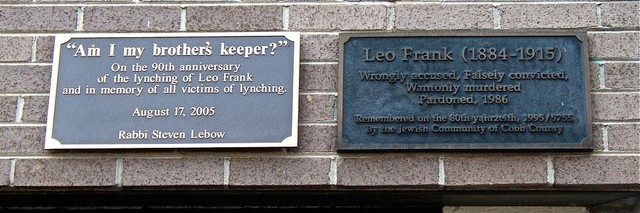 "Am I my brother's keeper?"
On the 90th anniversary
of the lynching of Leo Frank
and in memory of all victims of lynching.
August 17, 2005
Rabbi Steven Lebow
Leo Frank (1884-1915)
Wrongly accused, Falsely convicted,
Wantonly murdered
Pardoned, 1986
Remembered on the 80th yahrzeith, 1995/5755
By the Jewish Community of Cobb County